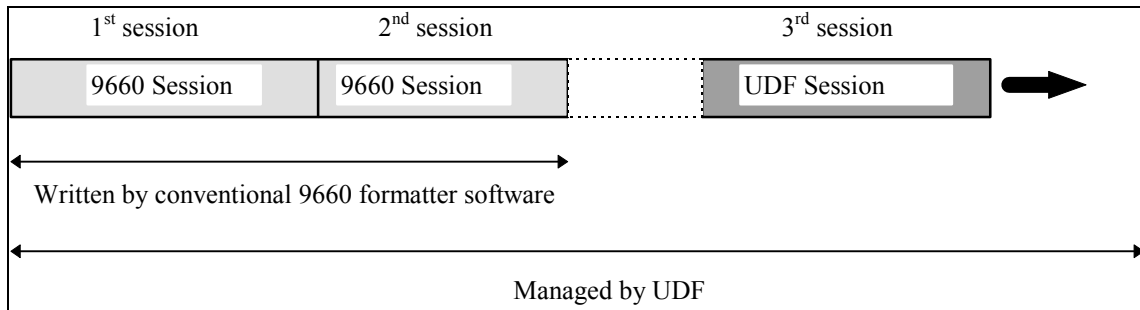 1st session 2nd session 3rd session
9660 Session 9660 Session UDF Session
Written by conventional 9660 formatter software
Managed by UDF